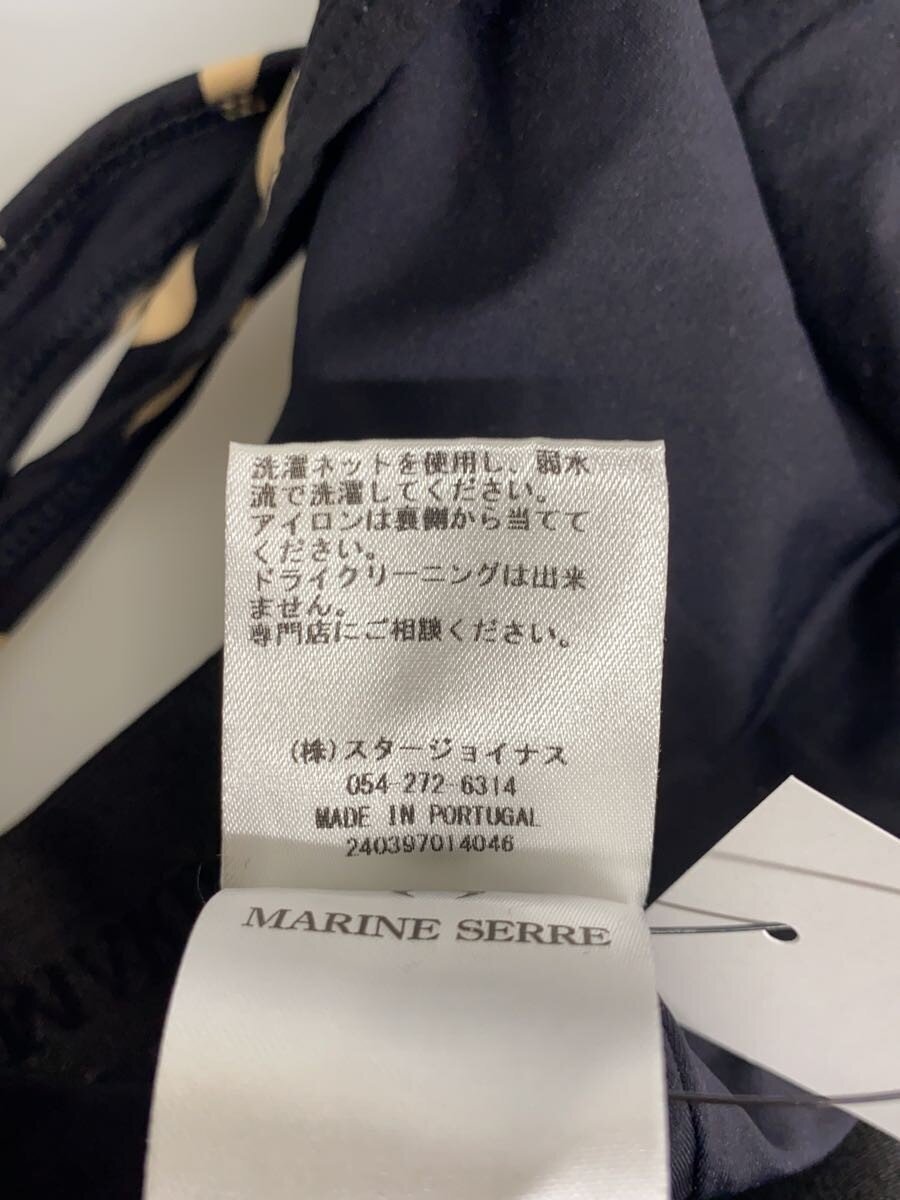 洗濯ネットを使用し、弱水
流で洗濯してください。
アイロンは裏側から当てて
ください。
ドライクリーニングは出来
ません。
専門店にご相談ください。
(株)スタージョイナス
054-272-6314
MADE IN PORTUGAL
240397014046
MARINE SERRE